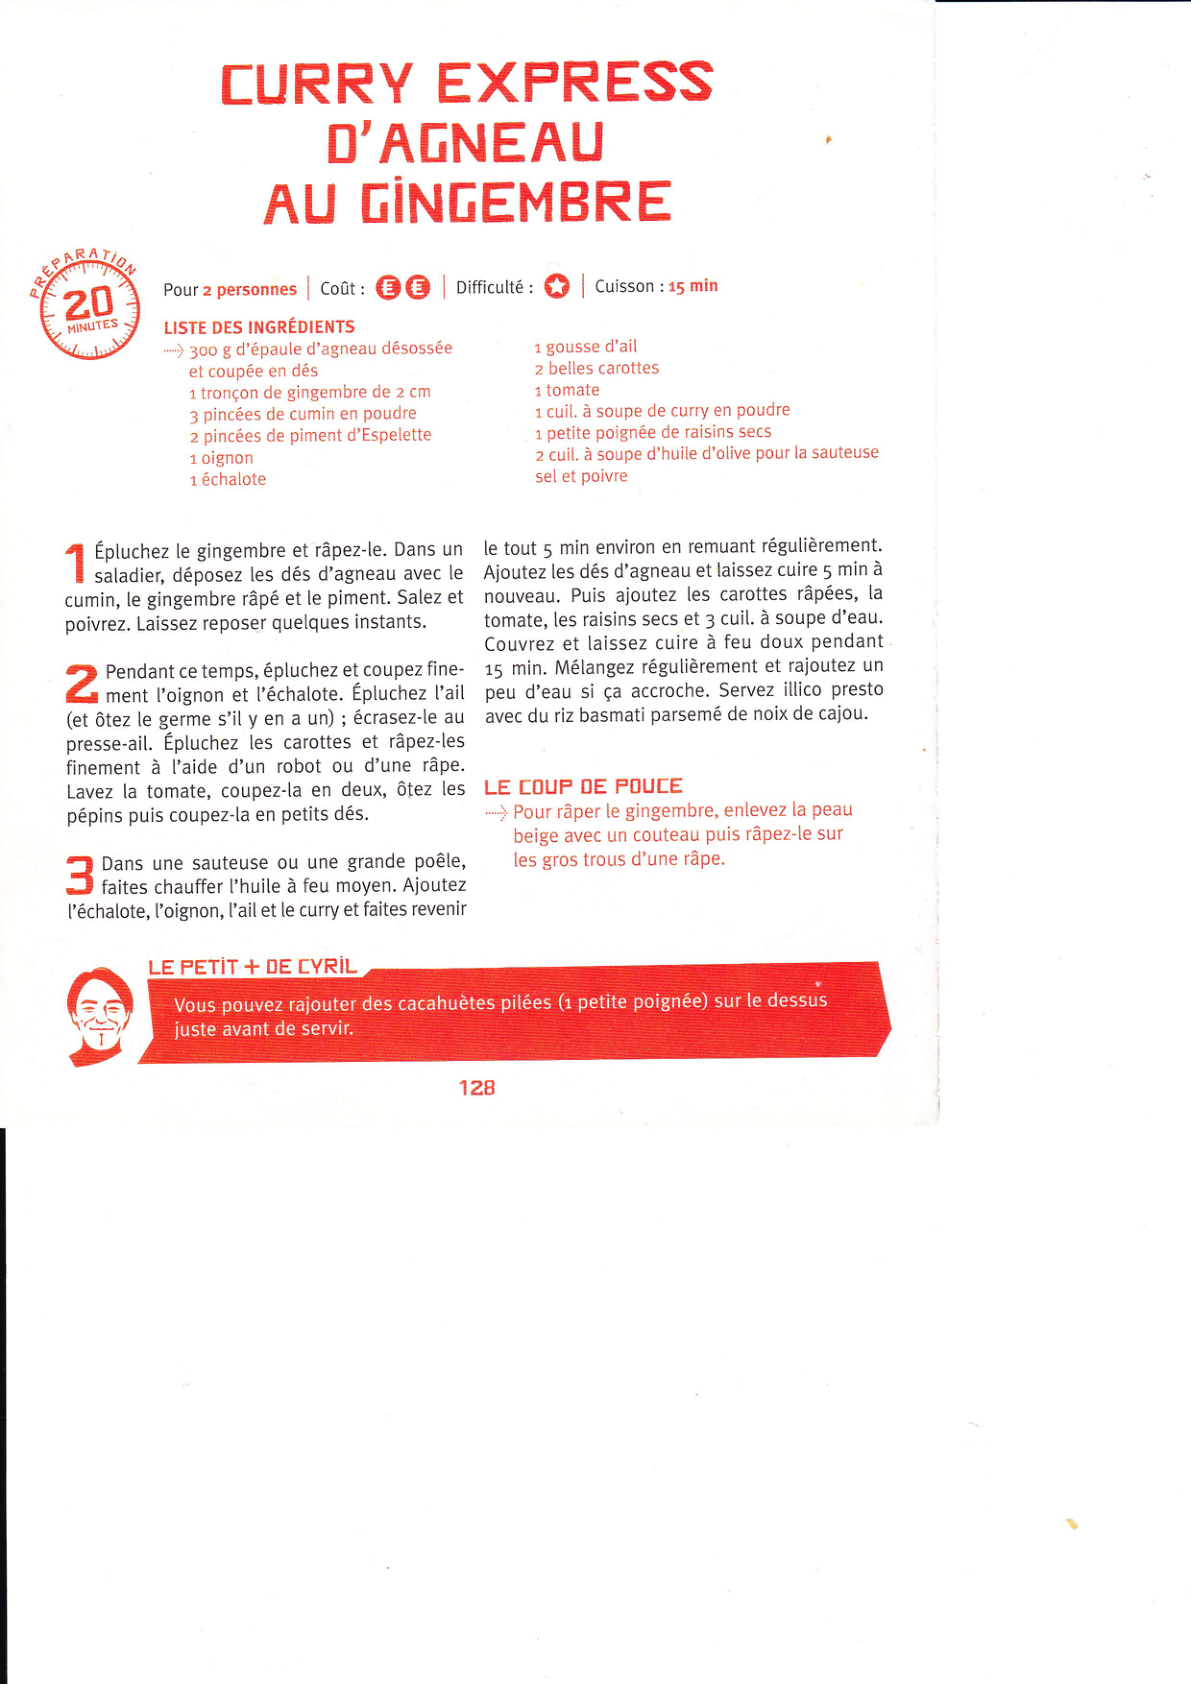 CURRY EXPRESS
D'AGNEAU
AU GINGEMBRE
PRÉPARATION
20
MINUTES
Pour 2 personnes | Coût : | Difficulté : | Cuisson : 15 min
LISTE DES INGRÉDIENTS
300 g d'épaule d'agneau désossée
et coupée en dés
1 tronçon de gingembre de 2 cm
3 pincées de cumin en poudre
2 pincées de piment d'Espelette
1 oignon
1 échalote
1 gousse d'ail
2 belles carottes
1 tomate
1 cuil. à soupe de curry en poudre
1 petite poignée de raisins secs
2 cuil. à soupe d'huile d'olive pour la sauteuse
sel et poivre
1 Épluchez le gingembre et râpez-le. Dans un
saladier, déposez les dés d'agneau avec le
cumin, le gingembre râpé et le piment. Salez et
poivrez. Laissez reposer quelques instants.
2 Pendant ce temps, épluchez et coupez fine-
ment l'oignon et l'échalote. Épluchez l'ail
(et ôtez le germe s'il y en a un) ; écrasez-le au
presse-ail. Épluchez les carottes et râpez-les
finement à l'aide d'un robot ou d'une râpe.
Lavez la tomate, coupez-la en deux, ôtez les
pépins puis coupez-la en petits dés.
3 Dans une sauteuse ou une grande poêle,
faites chauffer l'huile à feu moyen. Ajoutez
l'échalote, l'oignon, l'ail et le curry et faites revenir
le tout 5 min environ en remuant régulièrement.
Ajoutez les dés d'agneau et laissez cuire 5 min à
nouveau. Puis ajoutez les carottes râpées, la
tomate, les raisins secs et 3 cuil. à soupe d'eau.
Couvrez et laissez cuire à feu doux pendant
15 min. Mélangez régulièrement et rajoutez un
peu d'eau si ça accroche. Servez illico presto
avec du riz basmati parsemé de noix de cajou.
LE COUP DE POUCE
Pour râper le gingembre, enlevez la peau
beige avec un couteau puis râpez-le sur
les gros trous d'une râpe.
LE PETIT + DE CYRIL
Vous pouvez rajouter des cacahuètes pilées (1 petite poignée) sur le dessus
juste avant de servir.
128